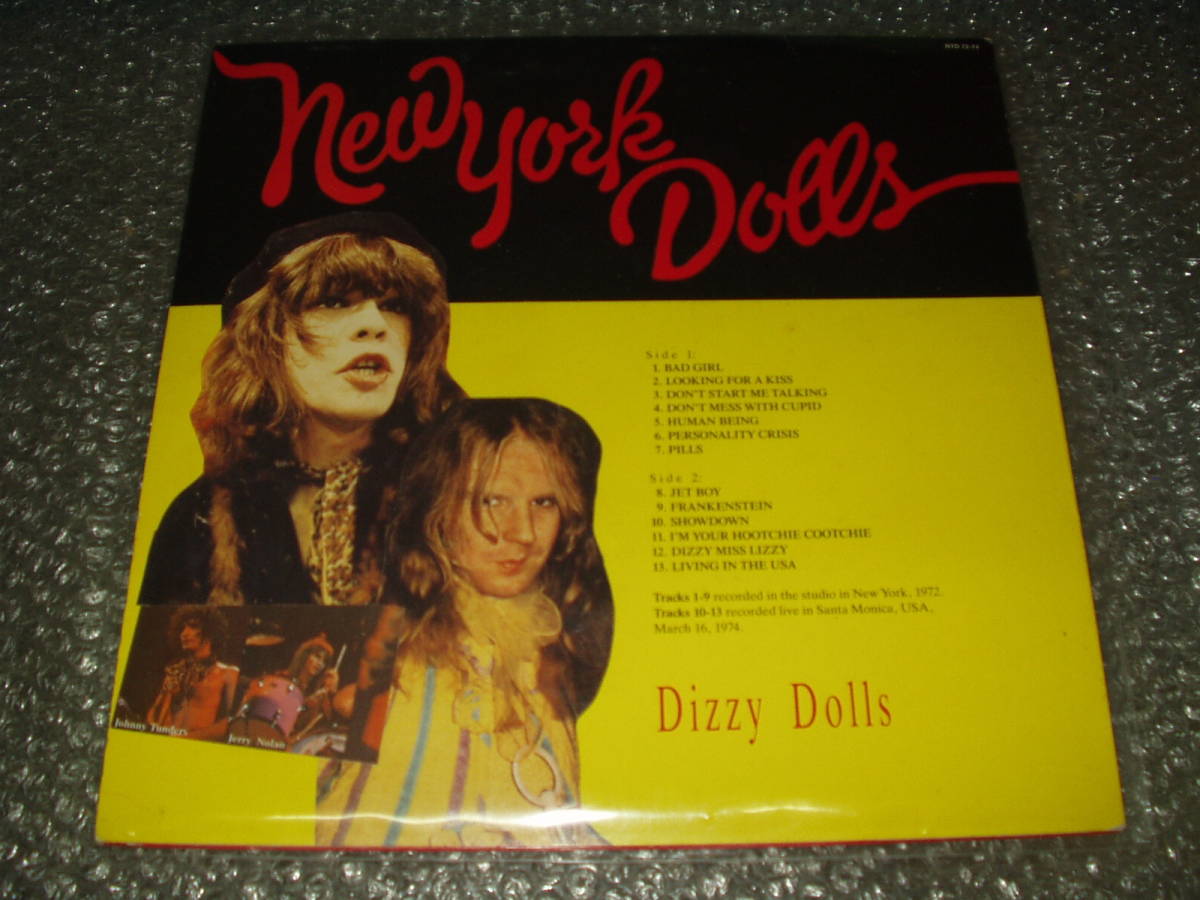 NYD 72-74
New York Dolls
Side 1:
1. BAD GIRL
2. LOOKING FOR A KISS
3. DON'T START ME TALKING
4. DON'T MESS WITH CUPID
5. HUMAN BEING
6. PERSONALITY CRISIS
7. PILLS
Side 2:
8. JET BOY
9. FRANKENSTEIN
10. SHOWDOWN
11. I'M YOUR HOOTCHIE COOTCHIE
12. DIZZY MISS LIZZY
13. LIVING IN THE USA
Tracks 1-9 recorded in the studio in New York, 1972.
Tracks 10-13 recorded live in Santa Monica, USA,
March 16, 1974.
Dizzy Dolls
Johnny Tunders
Jerry Nolan